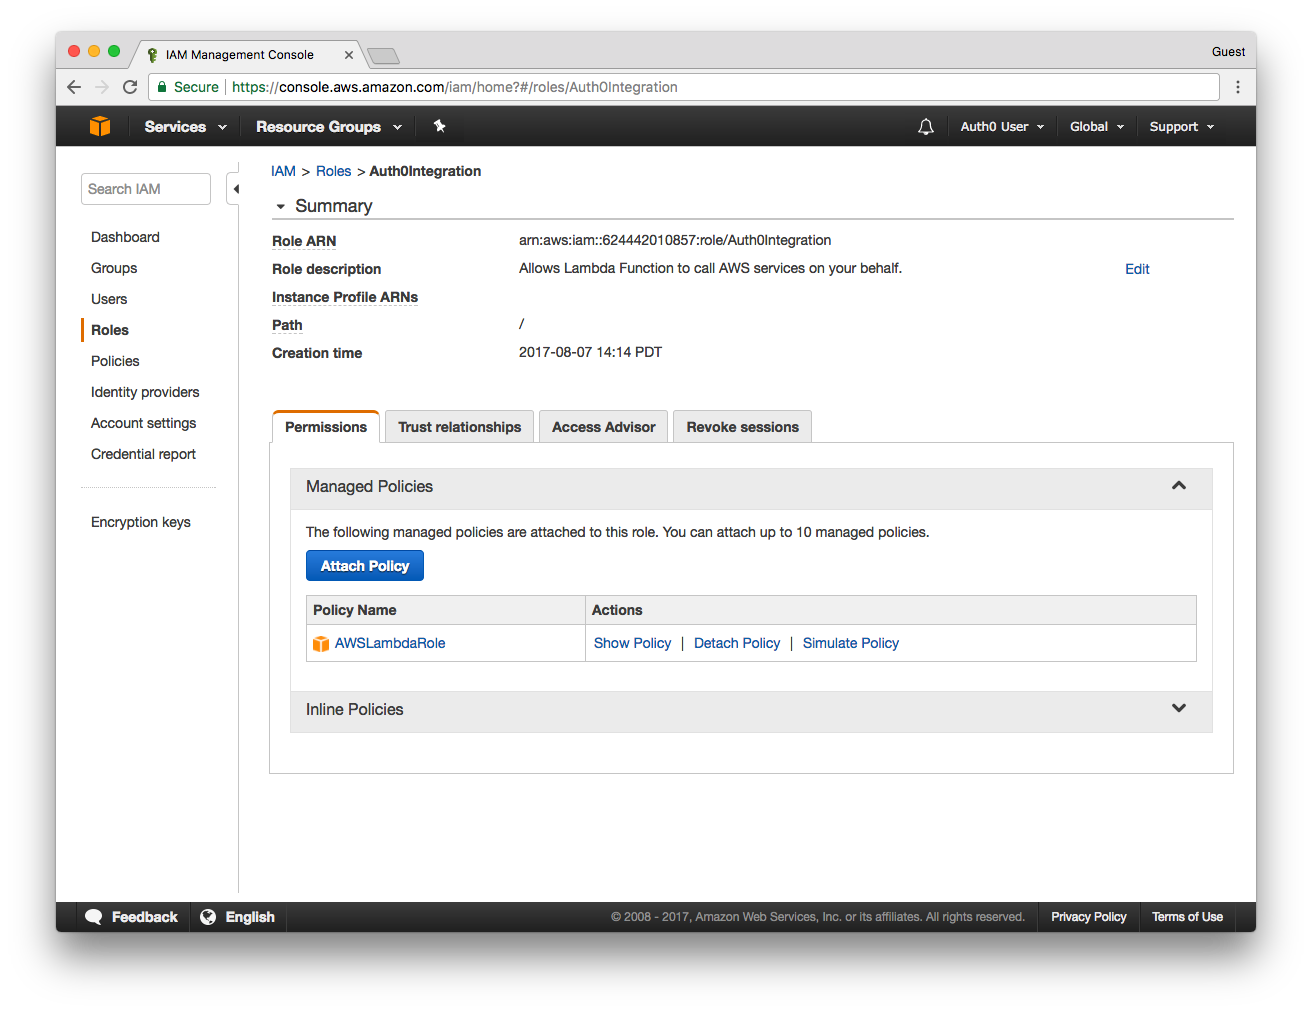 IAM Management Console
Guest
Secure https://console.aws.amazon.com/iam/home?#/roles/Auth0Integration
Services Resource Groups Auth0 User Global Support
Search IAM
Dashboard
Groups
Users
Roles
Policies
Identity providers
Account settings
Credential report
Encryption keys
IAM > Roles > Auth0Integration
Summary
Role ARN arn:aws:iam::624442010857:role/Auth0Integration
Role description Allows Lambda Function to call AWS services on your behalf. Edit
Instance Profile ARNs
Path /
Creation time 2017-08-07 14:14 PDT
Permissions Trust relationships Access Advisor Revoke sessions
Managed Policies
The following managed policies are attached to this role. You can attach up to 10 managed policies.
Attach Policy
Policy Name Actions
AWSLambdaRole Show Policy | Detach Policy | Simulate Policy
Inline Policies
Feedback English © 2008 - 2017, Amazon Web Services, Inc. or its affiliates. All rights reserved. Privacy Policy Terms of Use